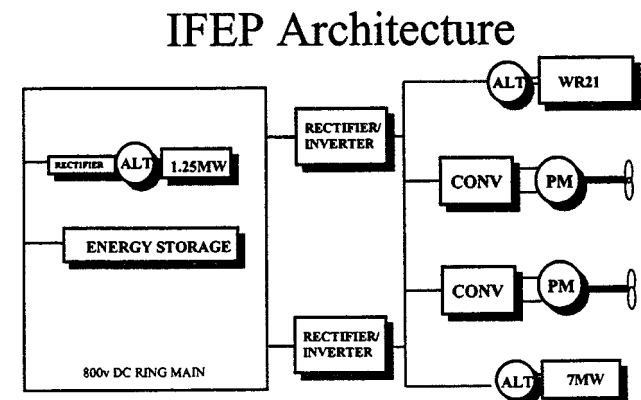 IFEP Architecture
ALT
WR21
RECTIFIER/
INVERTER
RECTIFIER
ALT
1.25MW
CONV
PM
ENERGY STORAGE
CONV
PM
RECTIFIER/
INVERTER
800v DC RING MAIN
ALT
7MW